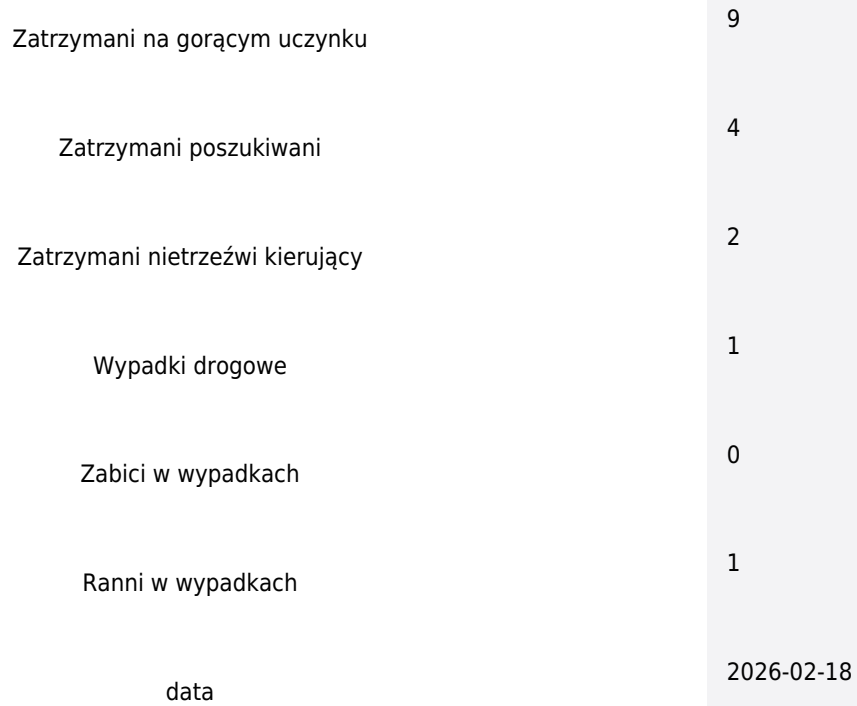 Zatrzymani na gorącym uczynku 9
Zatrzymani poszukiwani 4
Zatrzymani nietrzeźwi kierujący 2
Wypadki drogowe 1
Zabici w wypadkach 0
Ranni w wypadkach 1
data 2026-02-18